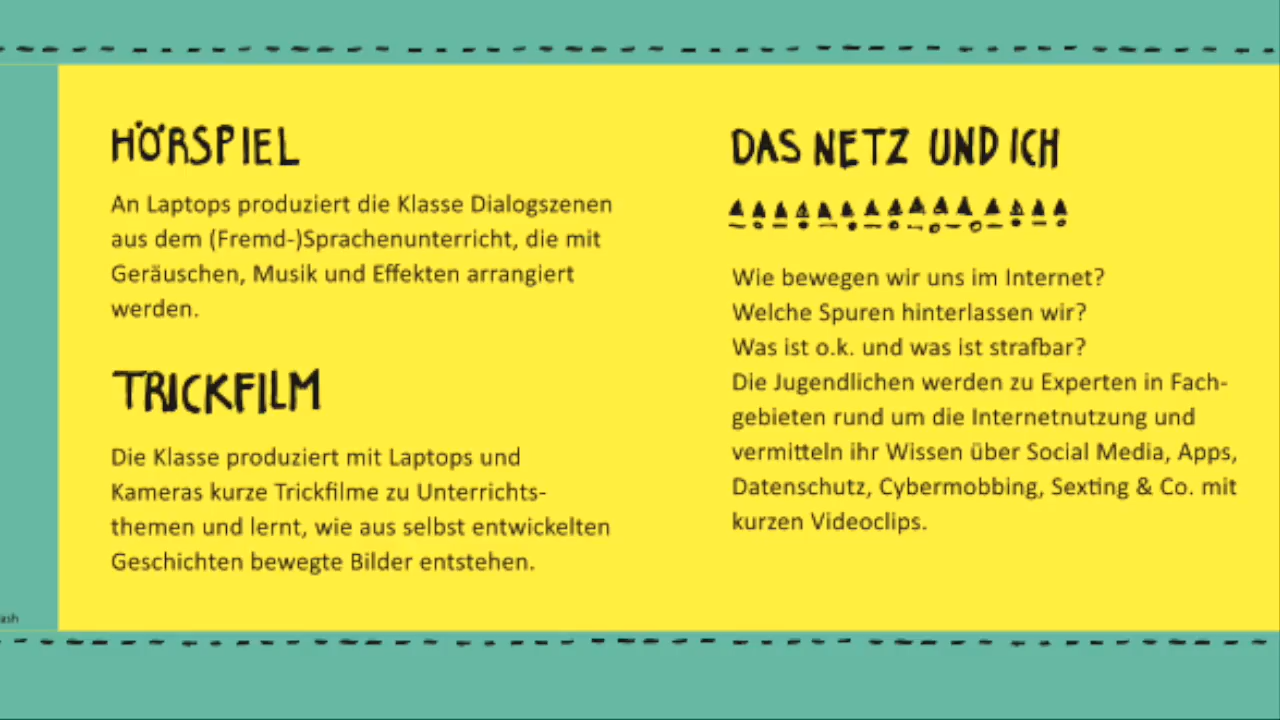 HÖRSPIEL
An Laptops produziert die Klasse Dialogszenen
aus dem (Fremd-)Sprachenunterricht, die mit
Geräuschen, Musik und Effekten arrangiert
werden.
TRICKFILM
Die Klasse produziert mit Laptops und
Kameras kurze Trickfilme zu Unterrichts-
themen und lernt, wie aus selbst entwickelten
Geschichten bewegte Bilder entstehen.
DAS NETZ UND ICH
Wie bewegen wir uns im Internet?
Welche Spuren hinterlassen wir?
Was ist o.k. und was ist strafbar?
Die Jugendlichen werden zu Experten in Fach-
gebieten rund um die Internetnutzung und
vermitteln ihr Wissen über Social Media, Apps,
Datenschutz, Cybermobbing, Sexting & Co. mit
kurzen Videoclips.